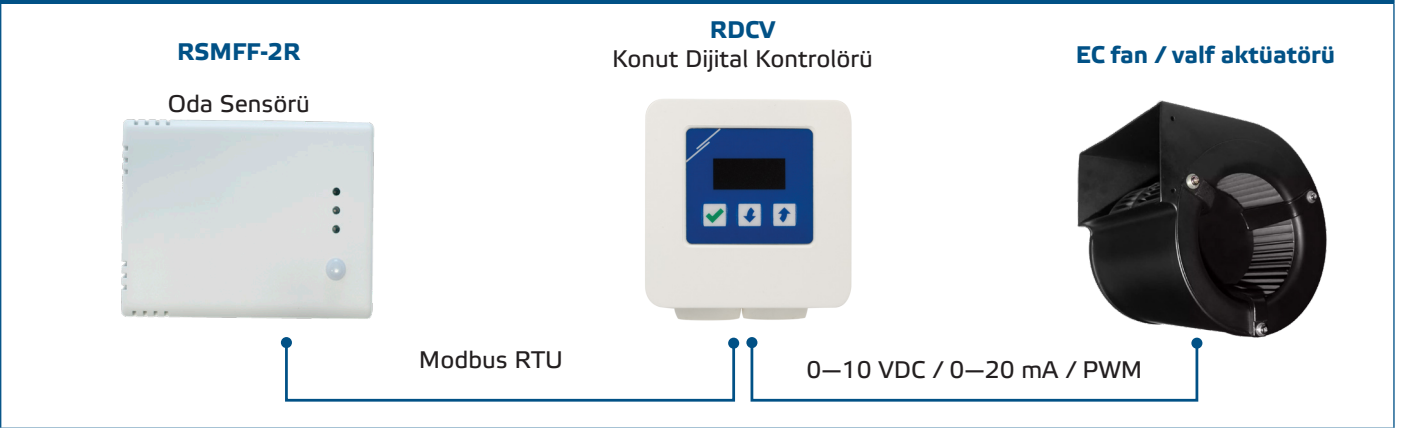 RSMFF-2R
Oda Sensörü
RDCV
Konut Dijital Kontrolörü
EC fan / valf aktüatörü
Modbus RTU
0—10 VDC / 0—20 mA / PWM